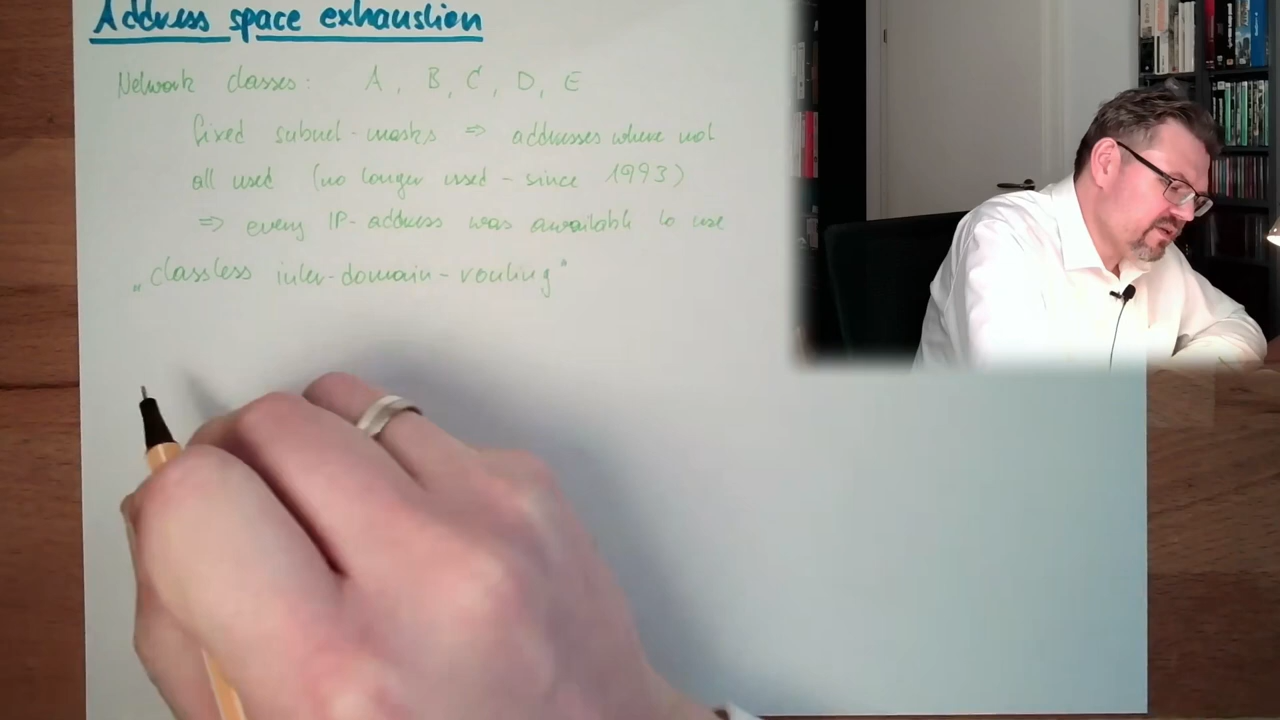 Address space exhaustion
Network classes: A, B, C, D, E
fixed subnet-masks ⇒ addresses where not
all used (no longer used - since 1993)
⇒ every IP-address was available to use
„classless inter-domain-routing"